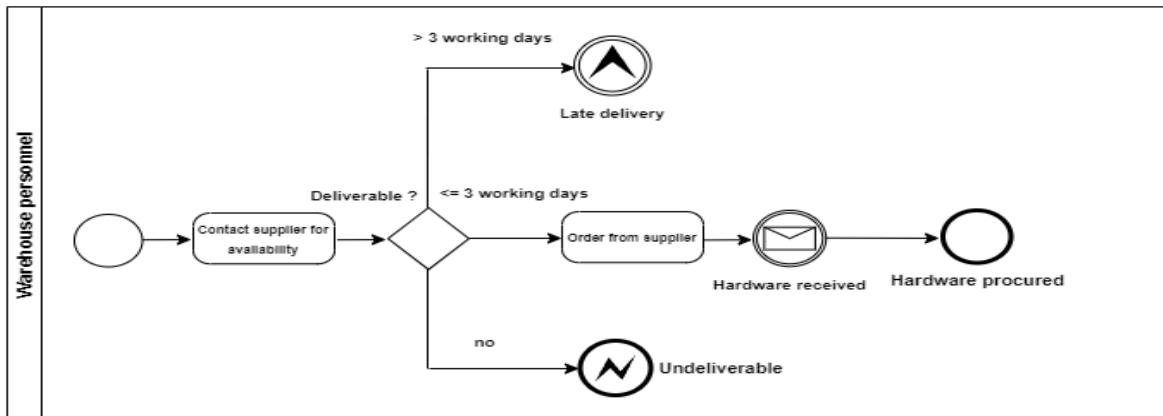 Warehouse personnel
> 3 working days
Late delivery
Deliverable ?
<= 3 working days
Contact supplier for
availability
Order from supplier
Hardware received
Hardware procured
no
Undeliverable